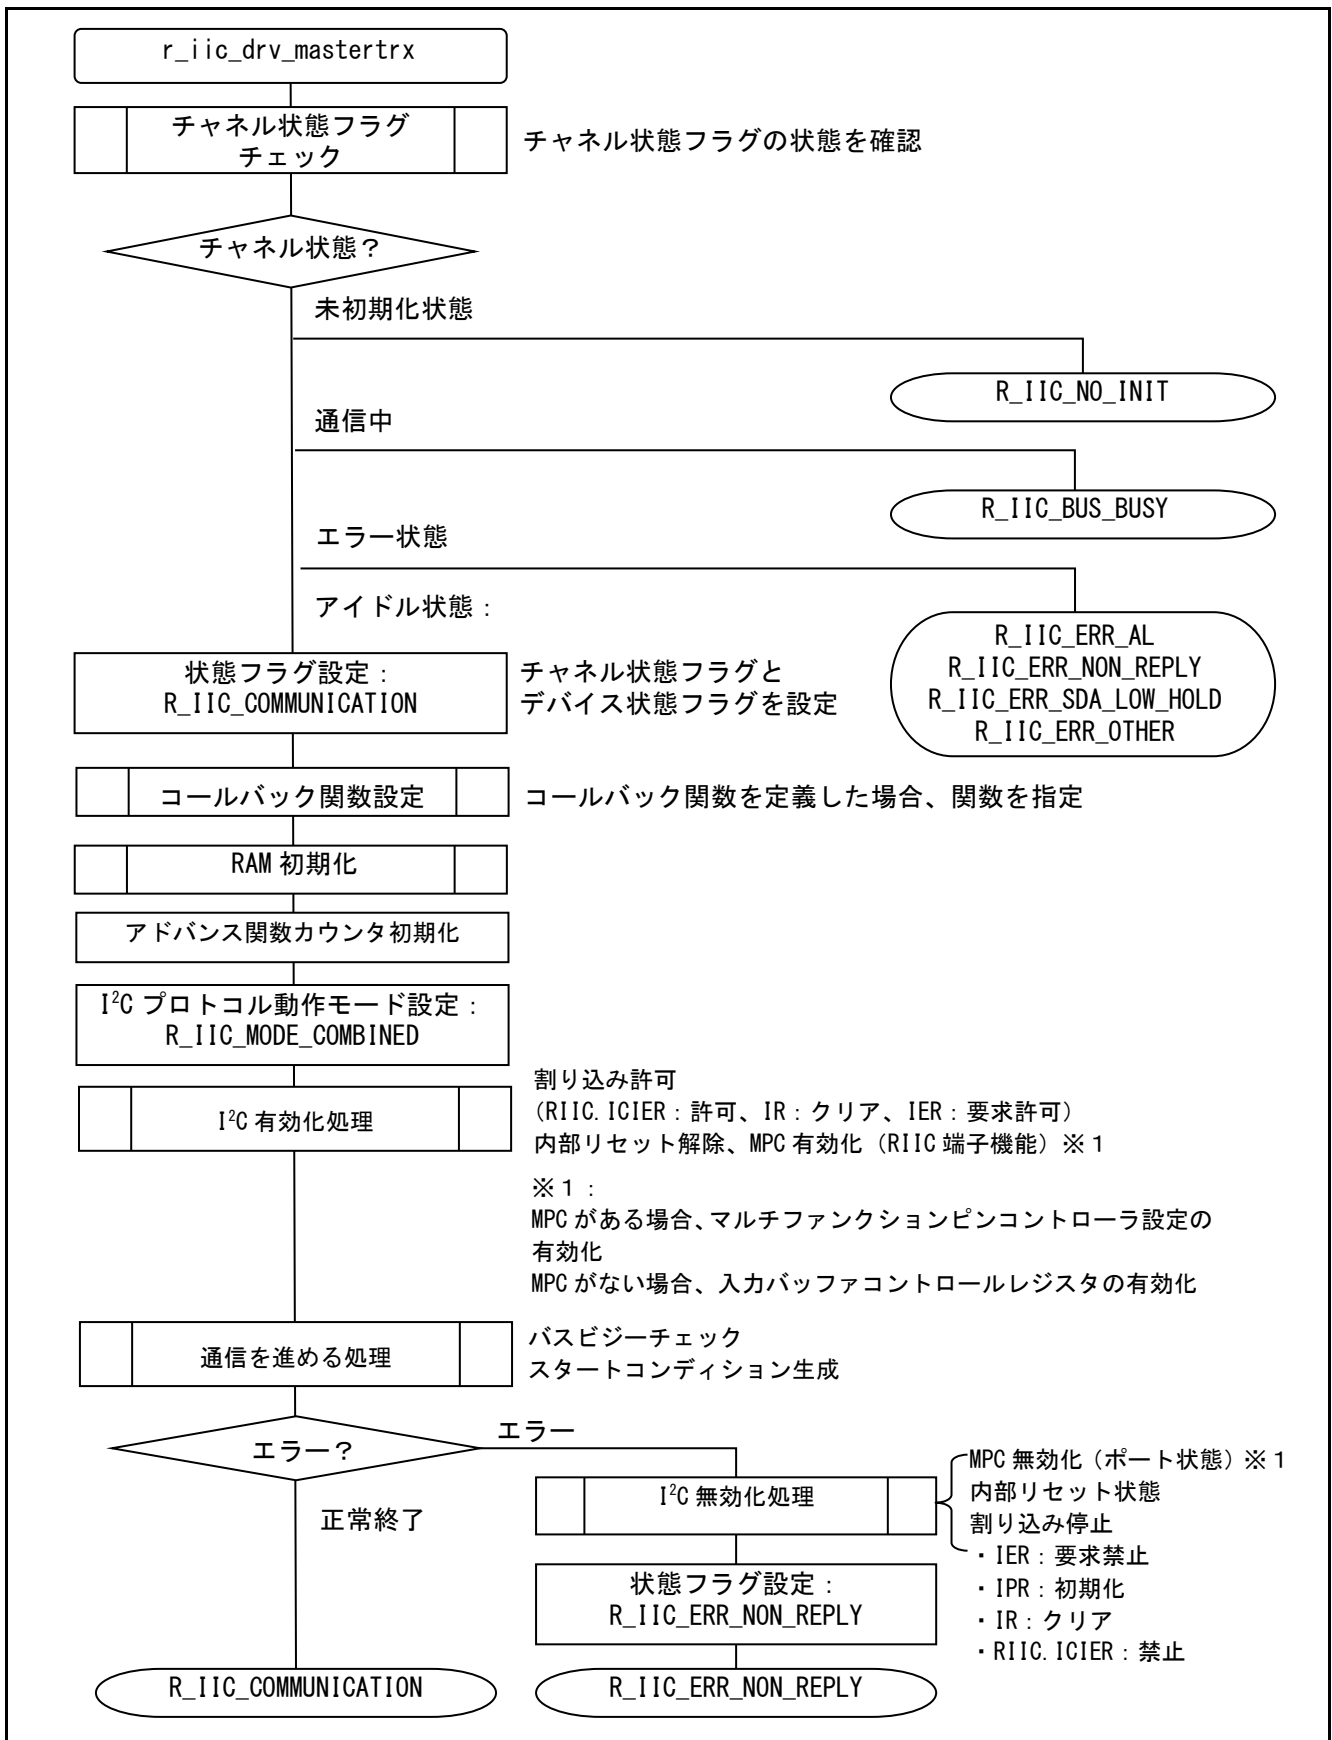 r_iic_drv_mastertrx
チャネル状態フラグ
チェック
チャネル状態フラグの状態を確認
チャネル状態？
未初期化状態
R_IIC_NO_INIT
通信中
R_IIC_BUS_BUSY
エラー状態
アイドル状態：
R_IIC_ERR_AL
R_IIC_ERR_NON_REPLY
R_IIC_ERR_SDA_LOW_HOLD
R_IIC_ERR_OTHER
状態フラグ設定：
R_IIC_COMMUNICATION
チャネル状態フラグと
デバイス状態フラグを設定
コールバック関数設定
コールバック関数を定義した場合、関数を指定
RAM 初期化
アドバンス関数カウンタ初期化
I²C プロトコル動作モード設定：
R_IIC_MODE_COMBINED
I²C 有効化処理
割り込み許可
（RIIC.ICIER：許可、IR：クリア、IER：要求許可）
内部リセット解除、MPC 有効化（RIIC 端子機能）※１
※１：
MPC がある場合、マルチファンクションピンコントローラ設定の
有効化
MPC がない場合、入力バッファコントロールレジスタの有効化
通信を進める処理
バスビジーチェック
スタートコンディション生成
エラー？
エラー
正常終了
I²C 無効化処理
MPC 無効化（ポート状態）※１
内部リセット状態
割り込み停止
・IER：要求禁止
・IPR：初期化
・IR：クリア
・RIIC.ICIER：禁止
状態フラグ設定：
R_IIC_ERR_NON_REPLY
R_IIC_COMMUNICATION
R_IIC_ERR_NON_REPLY